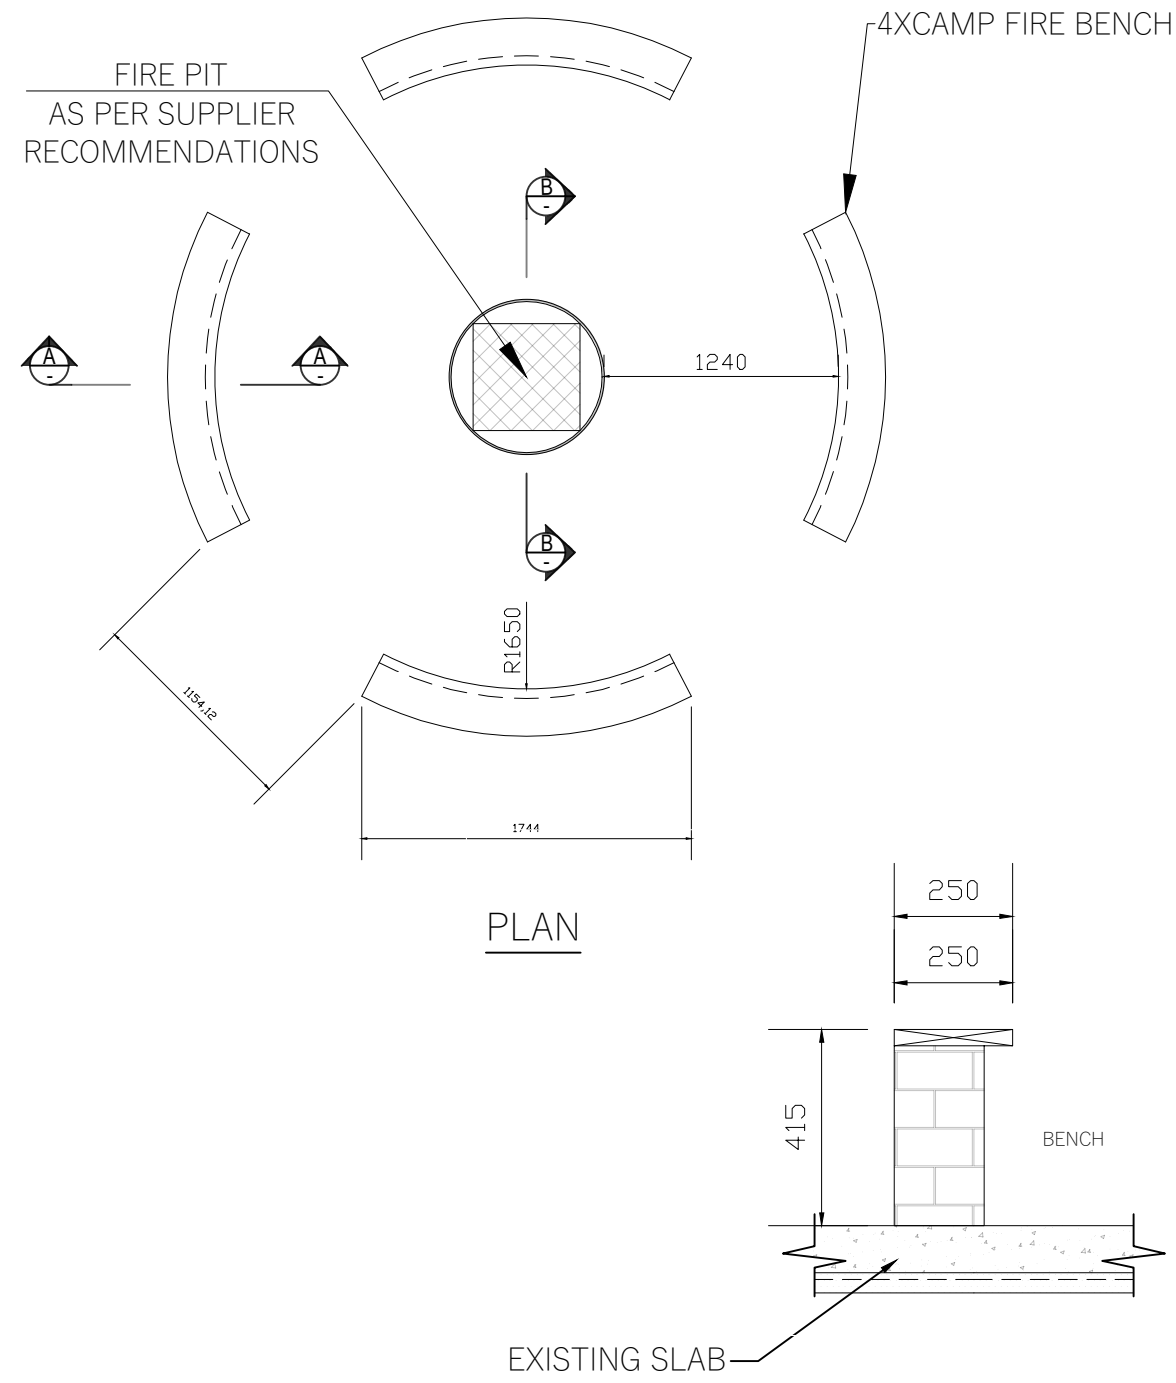 4XCAMP FIRE BENCH
FIRE PIT
AS PER SUPPLIER
RECOMMENDATIONS
B
-
A
-
A
-
1240
B
-
R1650
1154,12
1744
PLAN
250
250
415
BENCH
EXISTING SLAB